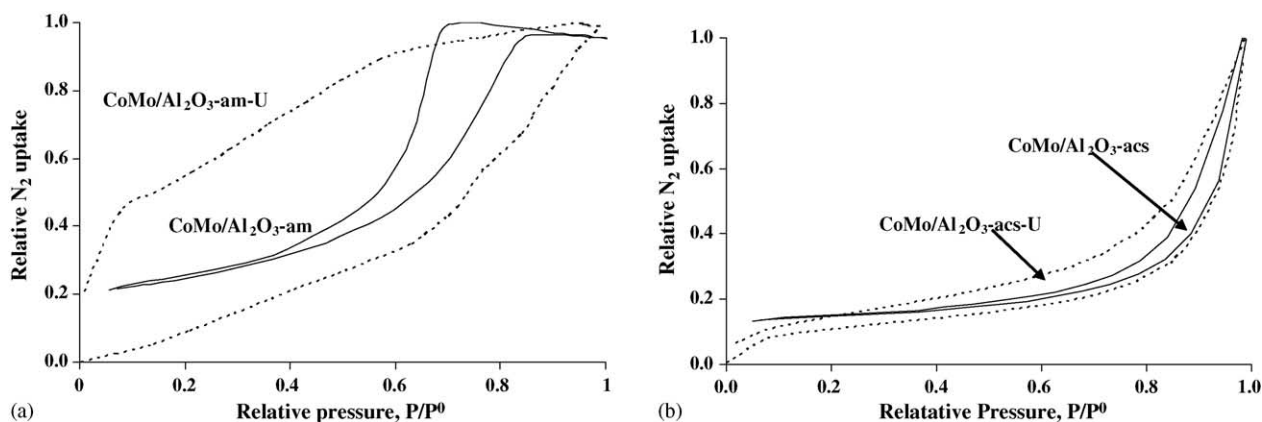 1.0
0.8
0.6
0.4
0.2
0.0
Relative N2 uptake
CoMo/Al2O3-am-U
CoMo/Al2O3-am
0 0.2 0.4 0.6 0.8 1
(a) Relative pressure, P/P0
1.0
0.8
0.6
0.4
0.2
0.0
Relative N2 uptake
CoMo/Al2O3-acs
CoMo/Al2O3-acs-U
0.0 0.2 0.4 0.6 0.8 1.0
(b) Relatative Pressure, P/P0